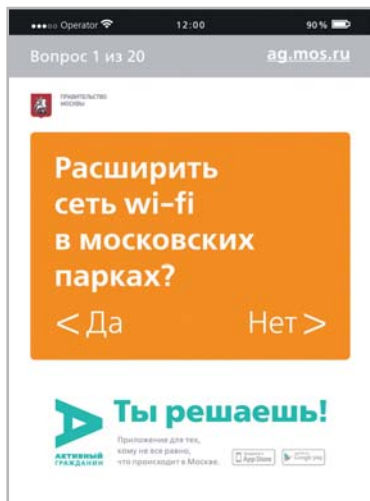 Operator 12:00 90%
Вопрос 1 из 20 ag.mos.ru
ПРАВИТЕЛЬСТВО
МОСКВЫ
Расширить
сеть wi-fi
в московских
парках?
< Да Нет >
Ты решаешь!
АКТИВНЫЙ
ГРАЖДАНИН
Приложение для тех,
кому не все равно,
что происходит в Москве.
App Store Google play